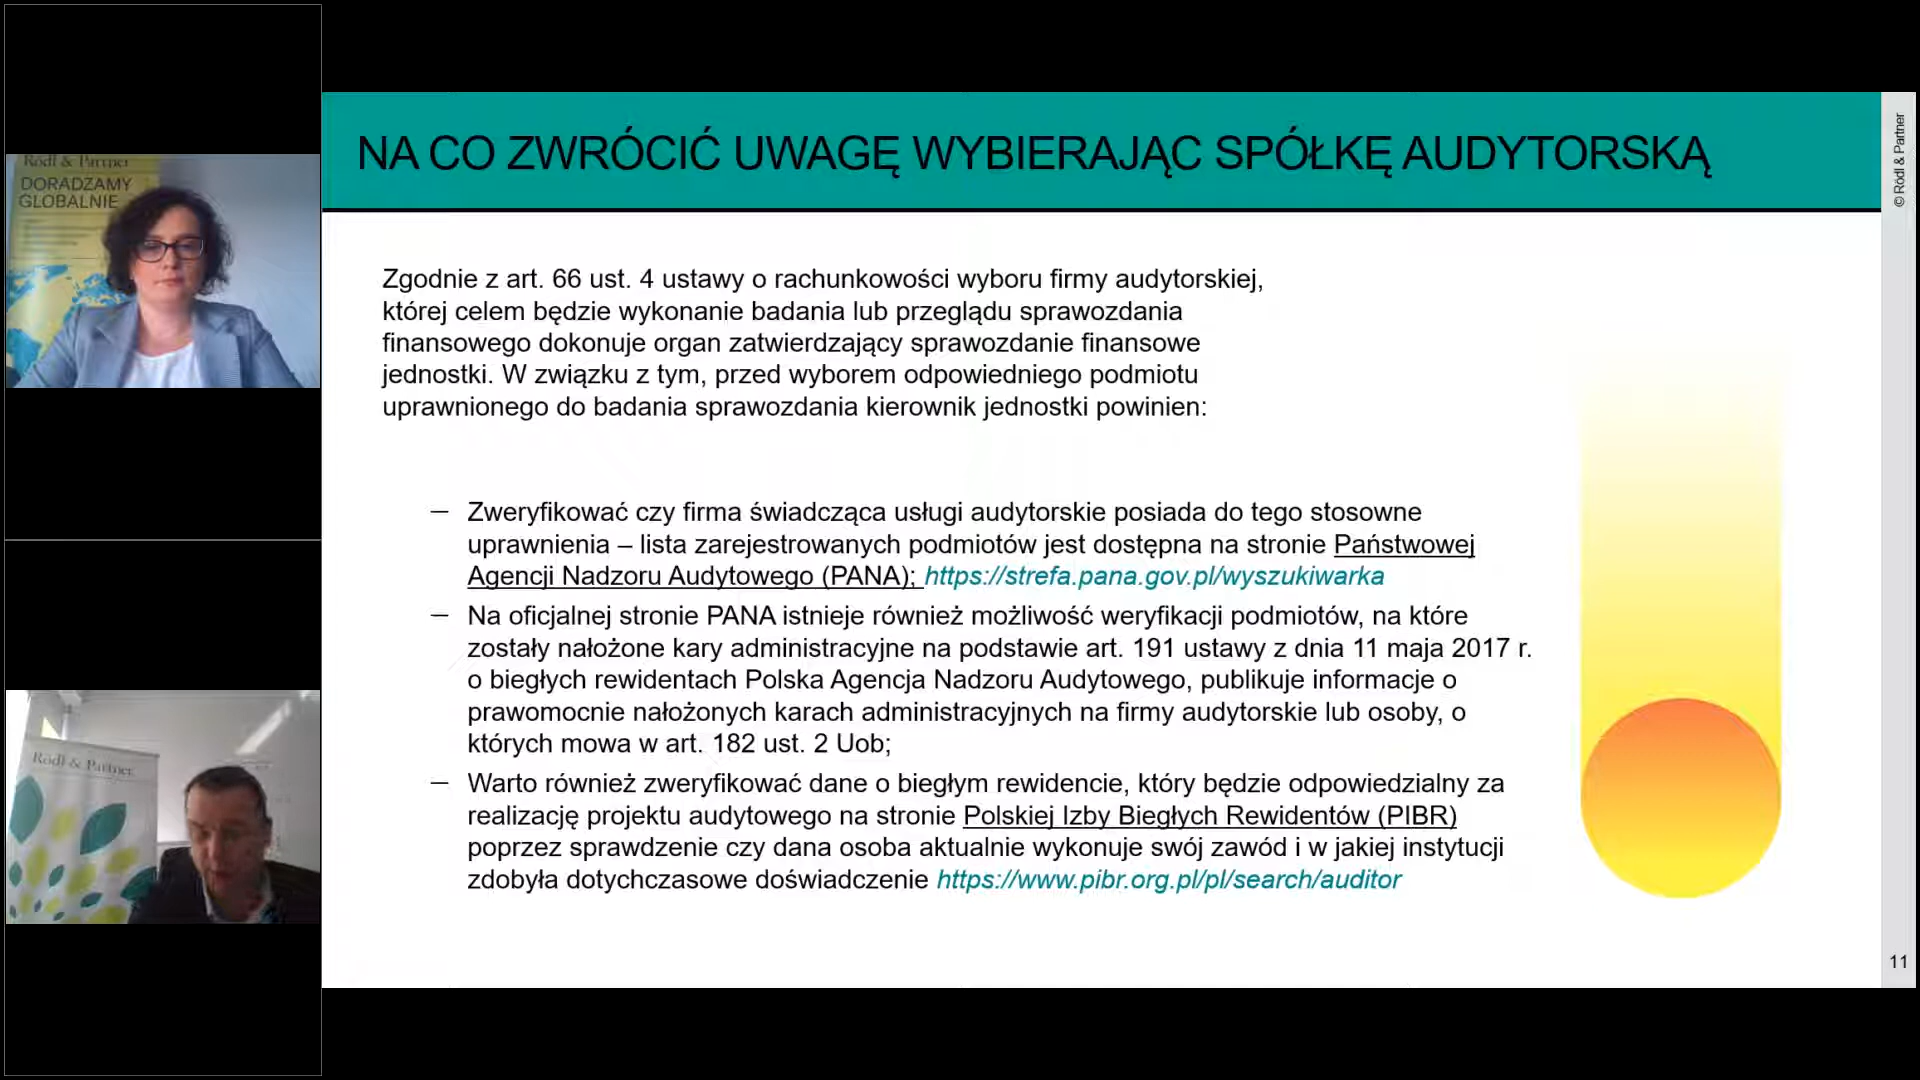 Rödl & Partner
DORADZAMY
GLOBALNIE
Rödl & Partner
NA CO ZWRÓCIĆ UWAGĘ WYBIERAJĄC SPÓŁKĘ AUDYTORSKĄ
© Rödl & Partner
Zgodnie z art. 66 ust. 4 ustawy o rachunkowości wyboru firmy audytorskiej,
której celem będzie wykonanie badania lub przeglądu sprawozdania
finansowego dokonuje organ zatwierdzający sprawozdanie finansowe
jednostki. W związku z tym, przed wyborem odpowiedniego podmiotu
uprawnionego do badania sprawozdania kierownik jednostki powinien:
— Zweryfikować czy firma świadcząca usługi audytorskie posiada do tego stosowne
uprawnienia – lista zarejestrowanych podmiotów jest dostępna na stronie Państwowej
Agencji Nadzoru Audytowego (PANA); https://strefa.pana.gov.pl/wyszukiwarka
— Na oficjalnej stronie PANA istnieje również możliwość weryfikacji podmiotów, na które
zostały nałożone kary administracyjne na podstawie art. 191 ustawy z dnia 11 maja 2017 r.
o biegłych rewidentach Polska Agencja Nadzoru Audytowego, publikuje informacje o
prawomocnie nałożonych karach administracyjnych na firmy audytorskie lub osoby, o
których mowa w art. 182 ust. 2 Uob;
— Warto również zweryfikować dane o biegłym rewidencie, który będzie odpowiedzialny za
realizację projektu audytowego na stronie Polskiej Izby Biegłych Rewidentów (PIBR)
poprzez sprawdzenie czy dana osoba aktualnie wykonuje swój zawód i w jakiej instytucji
zdobyła dotychczasowe doświadczenie https://www.pibr.org.pl/pl/search/auditor
11